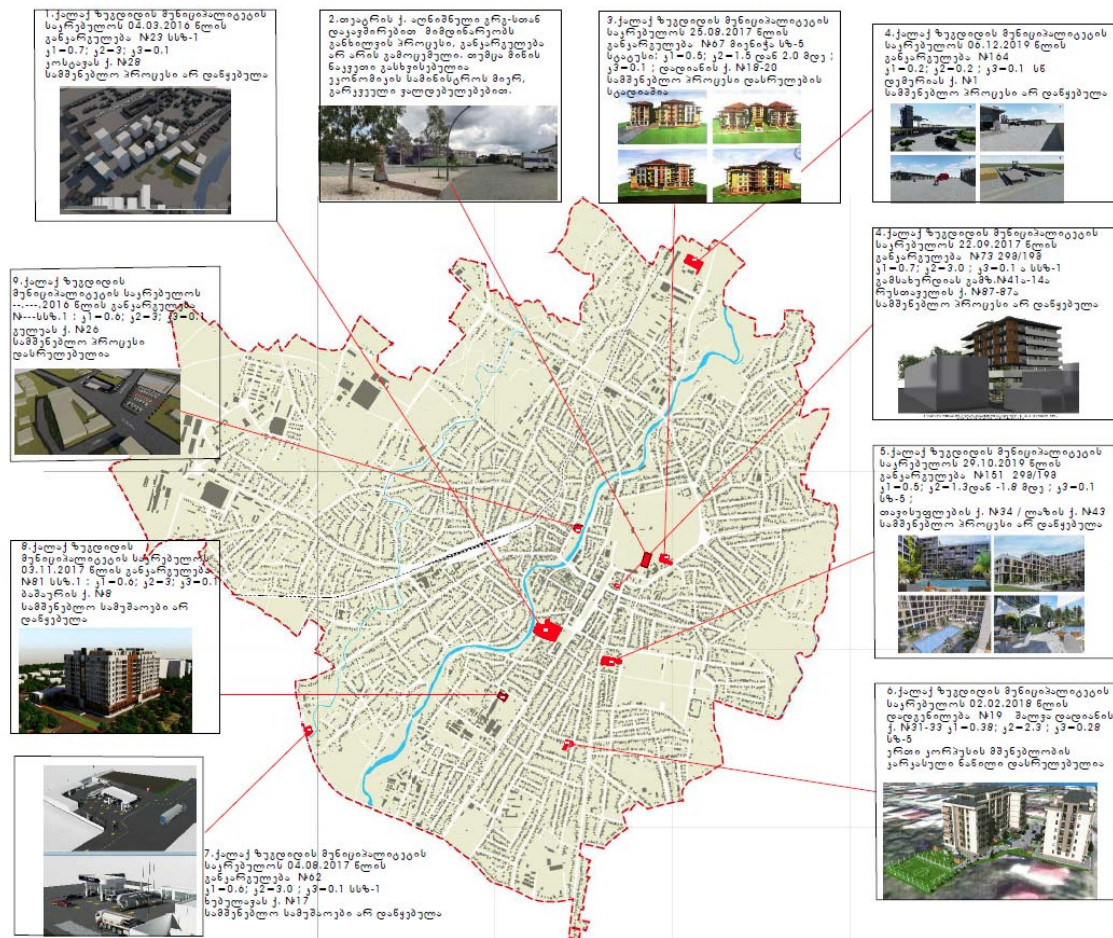 1.ქალაქ ზუგდიდის მუნიციპალიტეტის
საკრებულოს 04.03.2016 წლის
განკარგულება №23 სსზ-1
კ1=0.7; კ2=3; კ3=0.1
კოსტავას ქ. №28
სამშენებლო პროცესი არ დაწყებულა
2.თეატრის ქ. აღნიშნული გრგ-სთან
დაკავშირებით მიმდინარეობს
განხილვის პროცესი, განკარგულება
არ არის გამოცემული. თუმცა მიწის
ნაკვეთი გასხვისებულია
ეკონომიკის სამინისტროს მიერ,
გარკვეული ვალდებულებებით.
3.ქალაქ ზუგდიდის მუნიციპალიტეტის
საკრებულოს 25.08.2017 წლის
განკარგულება №67 მიენიჭა სზ-5
სტატუსი; კ1=0.5; კ2=1.5 დან 2.0 მდე ;
კ3=0.1 ; დადიანის ქ. №18-20
სამშენებლო პროცესი დასრულების
სტადიაშია
4.ქალაქ ზუგდიდის მუნიციპალიტეტის
საკრებულოს 06.12.2019 წლის
განკარგულება №164
კ1=0.2; კ2=0.2 ; კ3=0.1 სწ
დემურიას ქ. №1
სამშენებლო პროცესი არ დაწყებულა
4.ქალაქ ზუგდიდის მუნიციპალიტეტის
საკრებულოს 22.09.2017 წლის
განკარგულება №73 298/198
კ1=0.7; კ2=3.0 ; კ3=0.1 ა სსზ-1
გამსახურდიას გამზ.№41ა-14ა
რუსთაველის ქ. №87-87ა
სამშენებლო პროცესი არ დაწყებულა
9.ქალაქ ზუგდიდის
მუნიციპალიტეტის საკრებულოს
--.--.2016 წლის განკარგულება
№---სსზ.1 ; კ1=0.6; კ2=3; კ3=0.1
გულუას ქ. №26
სამშენებლო პროცესი
დასრულებულია
5.ქალაქ ზუგდიდის მუნიციპალიტეტის
საკრებულოს 29.10.2019 წლის
განკარგულება №151 298/198
კ1=0.5; კ2=1.3დან -1.8 მდე ; კ3=0.1
სზ-5 ;
თავისუფლების ქ. №34 / ლაზის ქ. №43
სამშენებლო პროცესი არ დაწყებულა
8.ქალაქ ზუგდიდის
მუნიციპალიტეტის საკრებულოს
03.11.2017 წლის განკარგულება
№81 სსზ.1 ; კ1=0.6; კ2=3; კ3=0.1
ბაშაურის ქ. №8
სამშენებლო სამუშაოები არ
დაწყებულა
6.ქალაქ ზუგდიდის მუნიციპალიტეტის
საკრებულოს 02.02.2018 წლის
დადგენილება №19 შალვა დადიანის
ქ. №31-33 კ1=0.38; კ2=2.3 ; კ3=0.28
სზ-5
ერთი კორპუსის მშენებლობის
კარკასული ნაწილი დასრულებულია
7.ქალაქ ზუგდიდის მუნიციპალიტეტის
საკრებულოს 04.08.2017 წლის
განკარგულება №62
კ1=0.6; კ2=3.0 ; კ3=0.1 სსზ-1
ნუბულავას ქ. №17
სამშენებლო სამუშაოები არ დაწყებულა